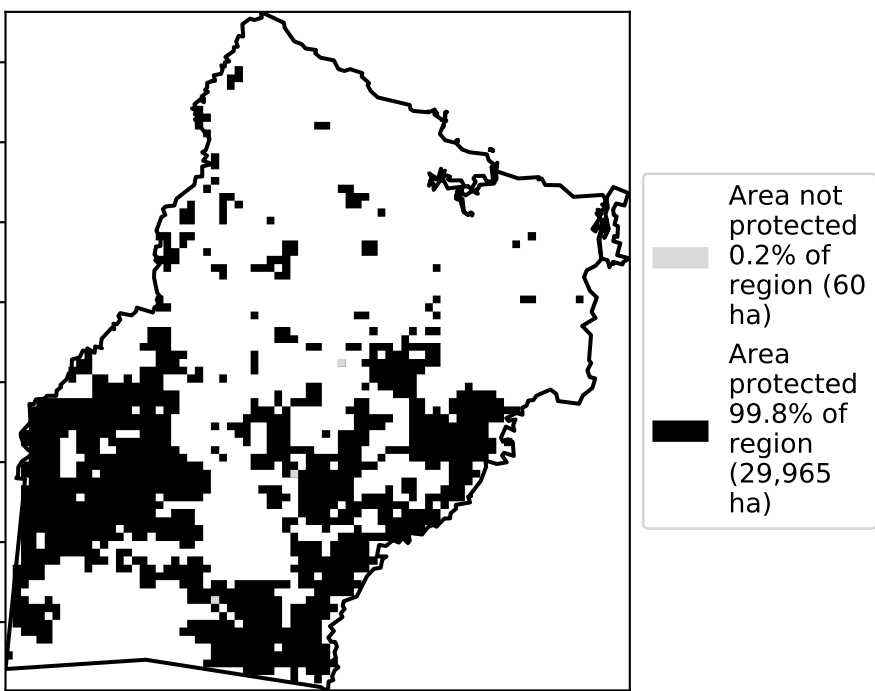 Area not
protected
0.2% of
region (60
ha)
Area
protected
99.8% of
region
(29,965
ha)